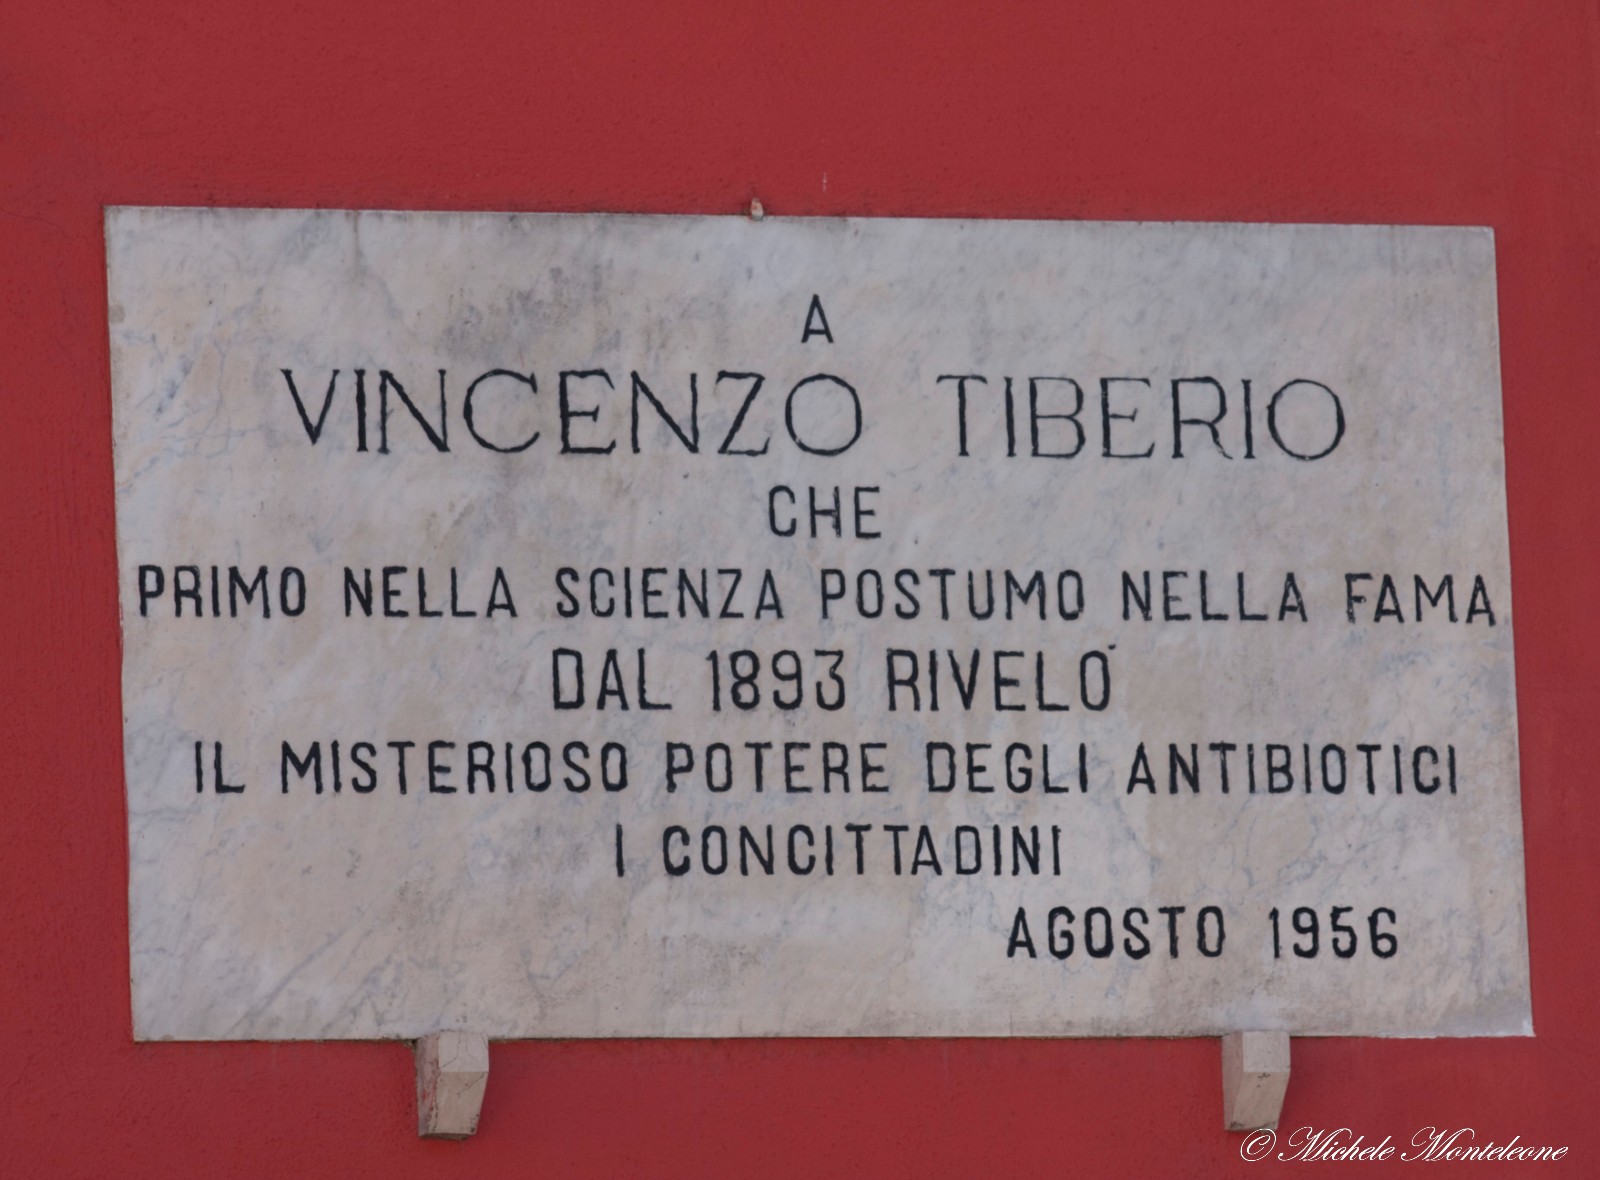 A
VINCENZO TIBERIO
CHE
PRIMO NELLA SCIENZA POSTUMO NELLA FAMA
DAL 1893 RIVELO'
IL MISTERIOSO POTERE DEGLI ANTIBIOTICI
I CONCITTADINI
AGOSTO 1956
© Michele Monteleone